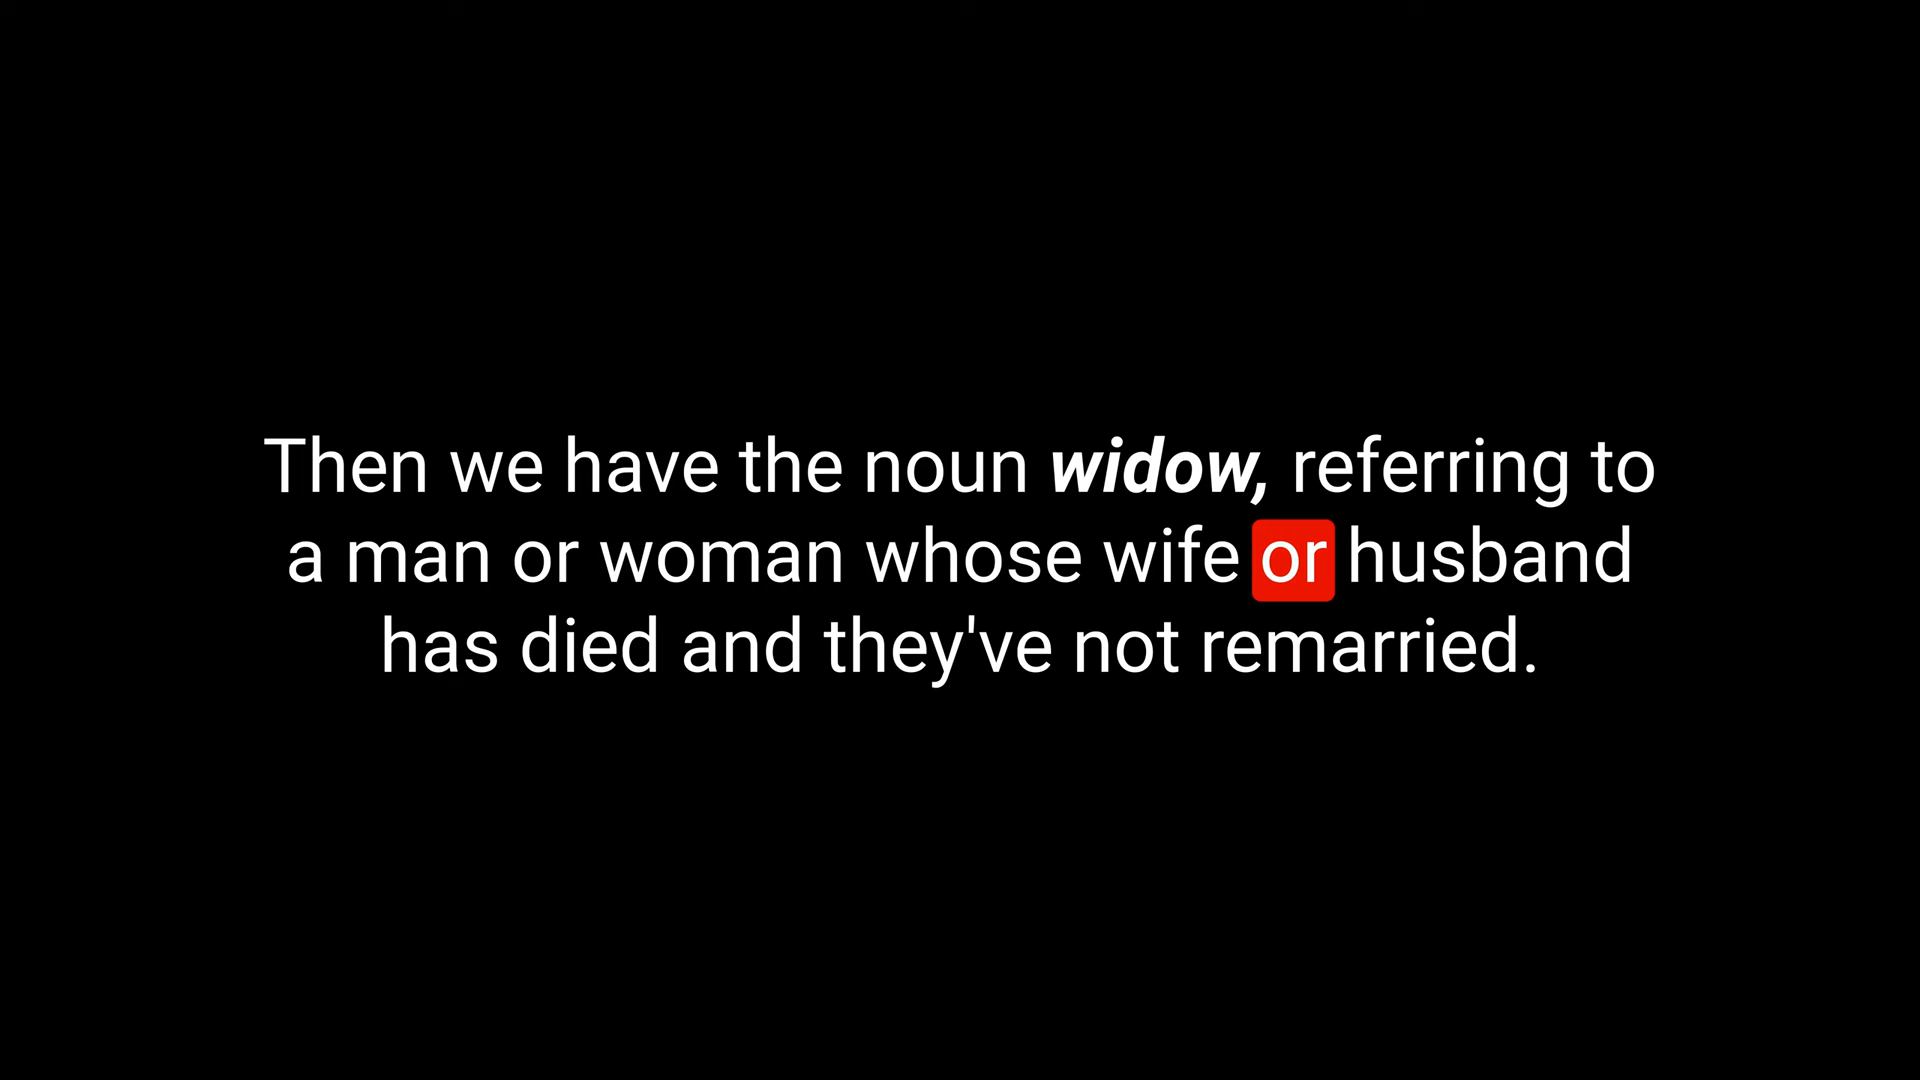 Then we have the noun widow, referring to
a man or woman whose wife or husband
has died and they've not remarried.